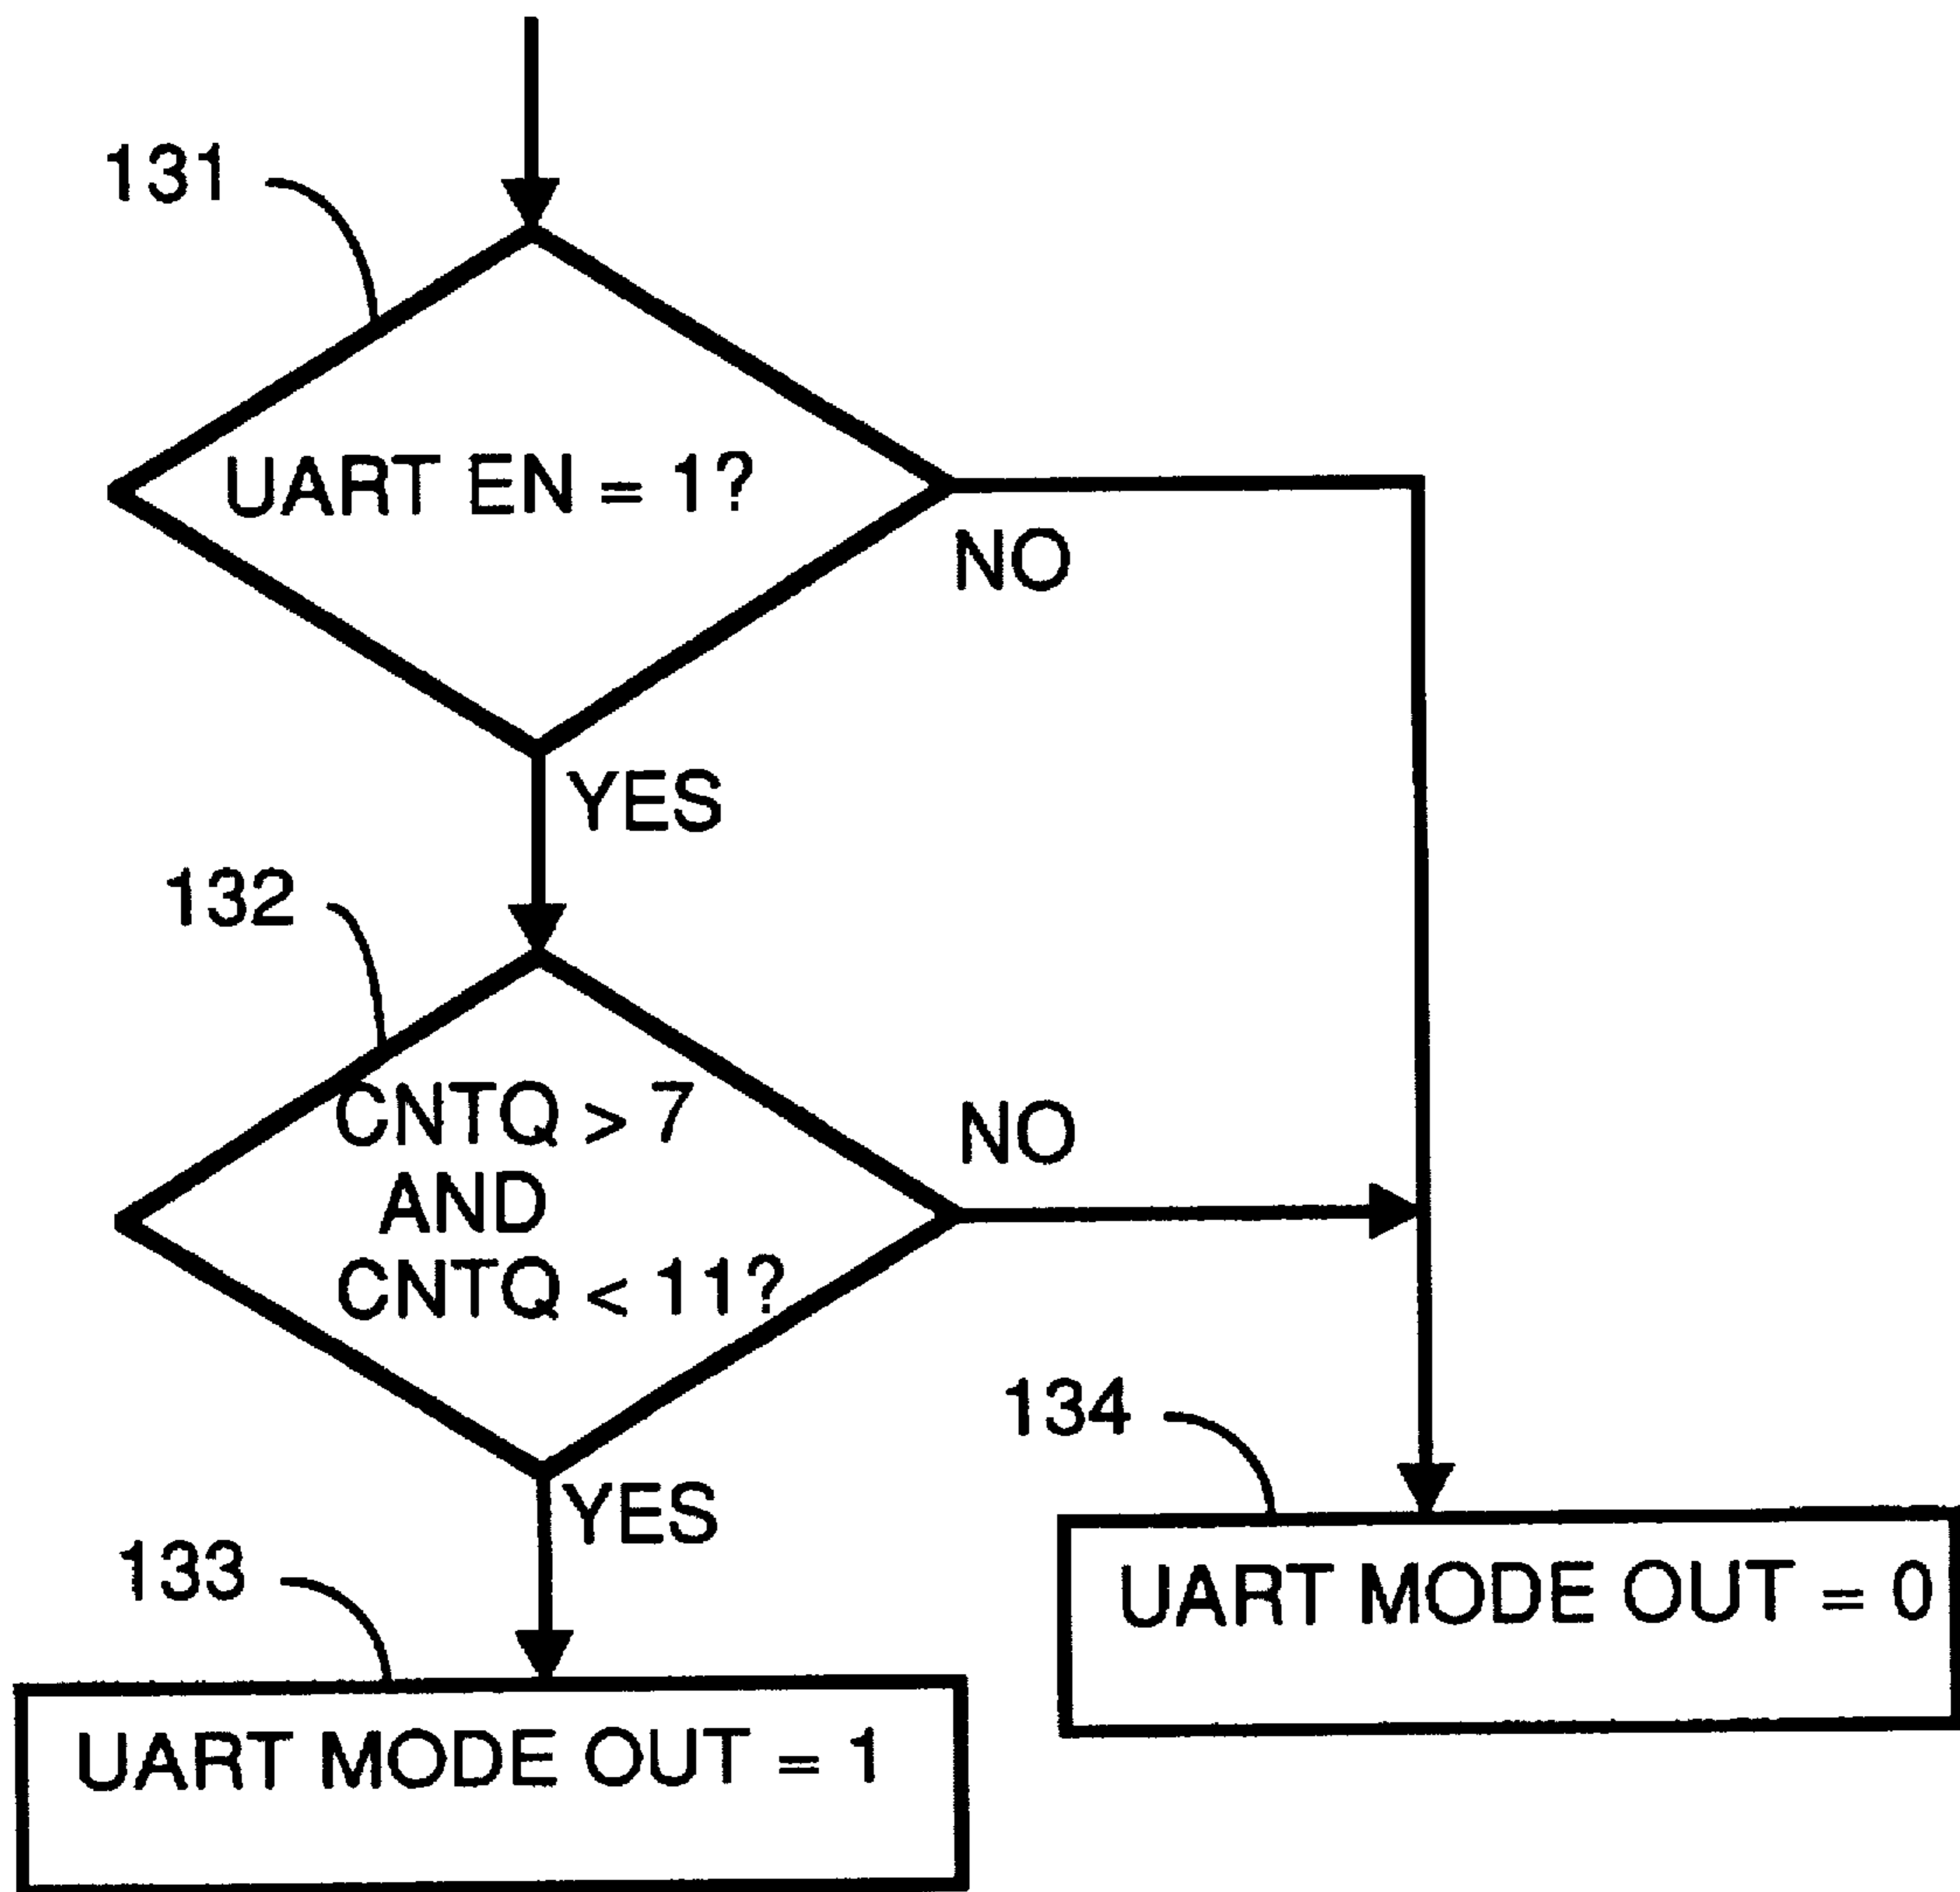 131
UART EN = 1?
NO
YES
132
CNTQ > 7
AND
CNTQ < 11?
NO
YES
134
UART MODE OUT = 0
133
UART MODE OUT = 1